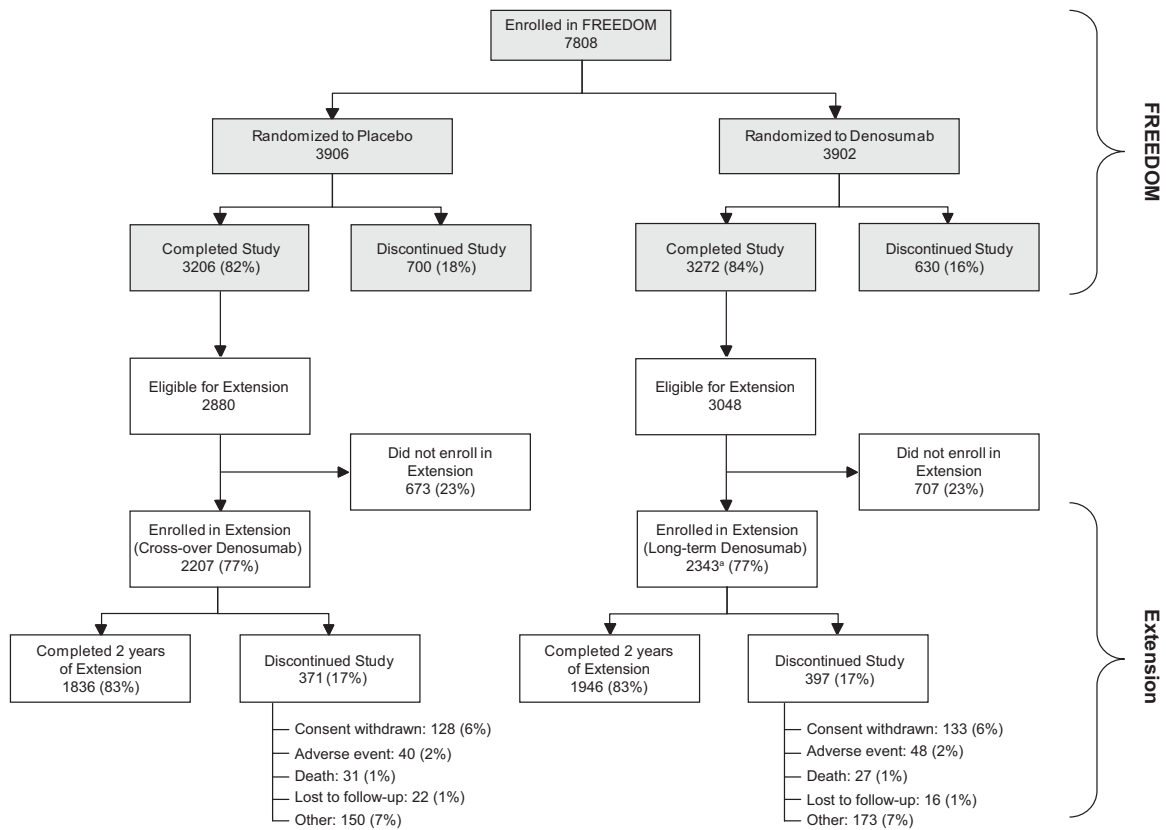 Enrolled in FREEDOM
7808
Randomized to Placebo
3906
Randomized to Denosumab
3902
Completed Study
3206 (82%)
Discontinued Study
700 (18%)
Completed Study
3272 (84%)
Discontinued Study
630 (16%)
FREEDOM
Eligible for Extension
2880
Eligible for Extension
3048
Did not enroll in
Extension
673 (23%)
Did not enroll in
Extension
707 (23%)
Enrolled in Extension
(Cross-over Denosumab)
2207 (77%)
Enrolled in Extension
(Long-term Denosumab)
2343ª (77%)
Completed 2 years
of Extension
1836 (83%)
Discontinued Study
371 (17%)
Consent withdrawn: 128 (6%)
Adverse event: 40 (2%)
Death: 31 (1%)
Lost to follow-up: 22 (1%)
Other: 150 (7%)
Completed 2 years
of Extension
1946 (83%)
Discontinued Study
397 (17%)
Consent withdrawn: 133 (6%)
Adverse event: 48 (2%)
Death: 27 (1%)
Lost to follow-up: 16 (1%)
Other: 173 (7%)
Extension